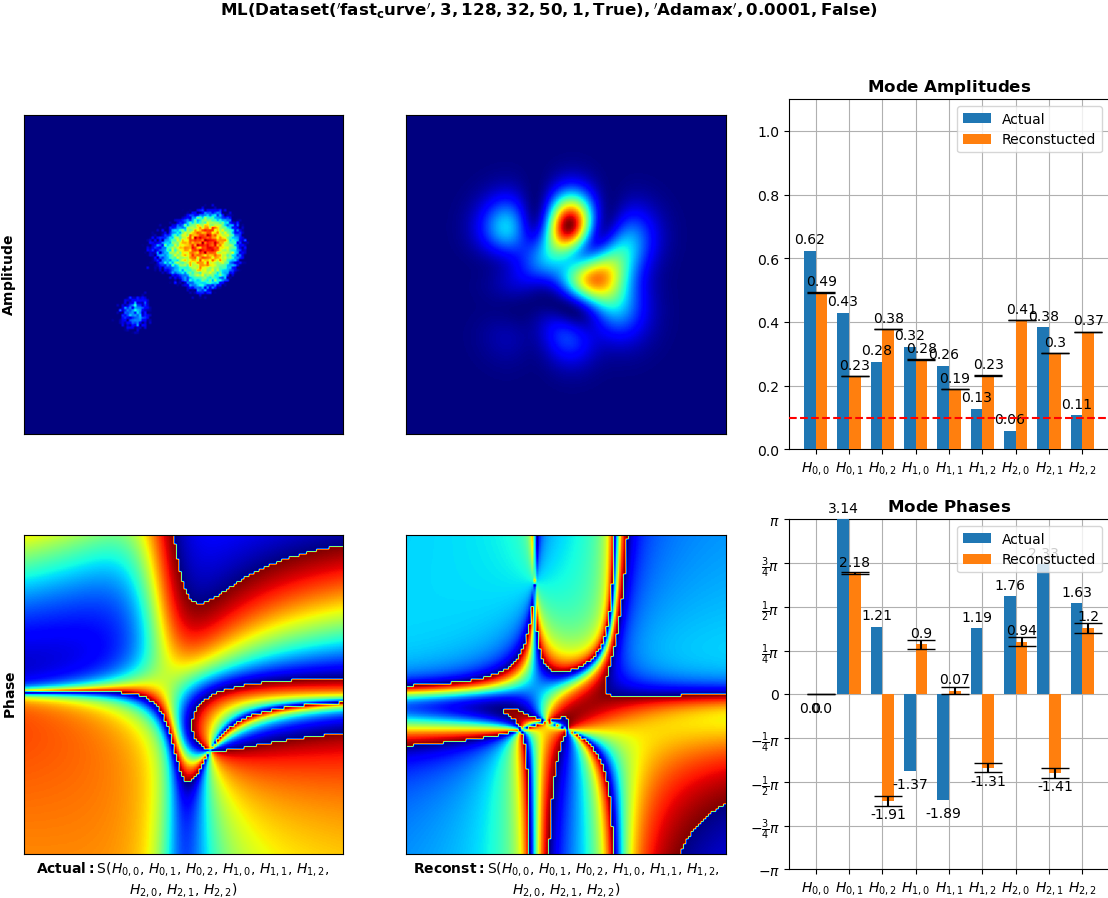 ML(Dataset(′fast_curve′, 3, 128, 32, 50, 1, True),′Adamax′, 0.0001, False)
Amplitude
Mode Amplitudes
Actual
Reconstucted
1.0
0.8
0.6
0.4
0.2
0.0
0.62
0.49
0.43
0.23
0.28
0.38
0.32
0.28
0.26
0.19
0.13
0.23
0.06
0.41
0.38
0.3
0.11
0.37
H0,0 H0,1 H0,2 H1,0 H1,1 H1,2 H2,0 H2,1 H2,2
Phase
Mode Phases
Actual
Reconstucted
π
3/4π
1/2π
1/4π
0
−1/4π
−1/2π
−3/4π
−π
0.0
0.0
3.14
2.18
1.21
-1.91
-1.37
0.9
-1.89
0.07
1.19
-1.31
1.76
0.94
2.33
-1.41
1.63
1.2
H0,0 H0,1 H0,2 H1,0 H1,1 H1,2 H2,0 H2,1 H2,2
Actual: S(H0,0, H0,1, H0,2, H1,0, H1,1, H1,2,
H2,0, H2,1, H2,2)
Reconst: S(H0,0, H0,1, H0,2, H1,0, H1,1, H1,2,
H2,0, H2,1, H2,2)